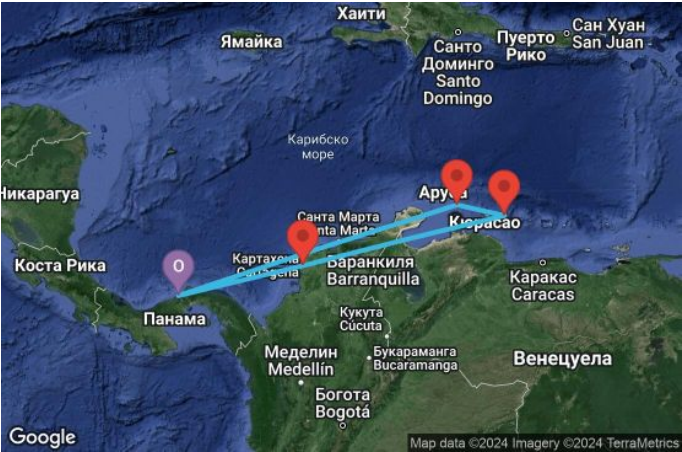 Хаити
Ямайка
Сан Хуан
San Juan
Пуерто
Рико
Санто
Доминго
Santo
Domingo
Карибско
море
Никарагуа
Аруба
Санта Марта
Santa Marta
Кюрасао
Картахена
Cartagena
Коста Рика
О
Баранкиля
Barranquilla
Каракас
Caracas
Панама
Кукута
Cúcuta
Меделин
Medellín
Букараманга
Bucaramanga
Венецуела
Богота
Bogotá
Google
Map data ©2024 Imagery ©2024 TerraMetrics